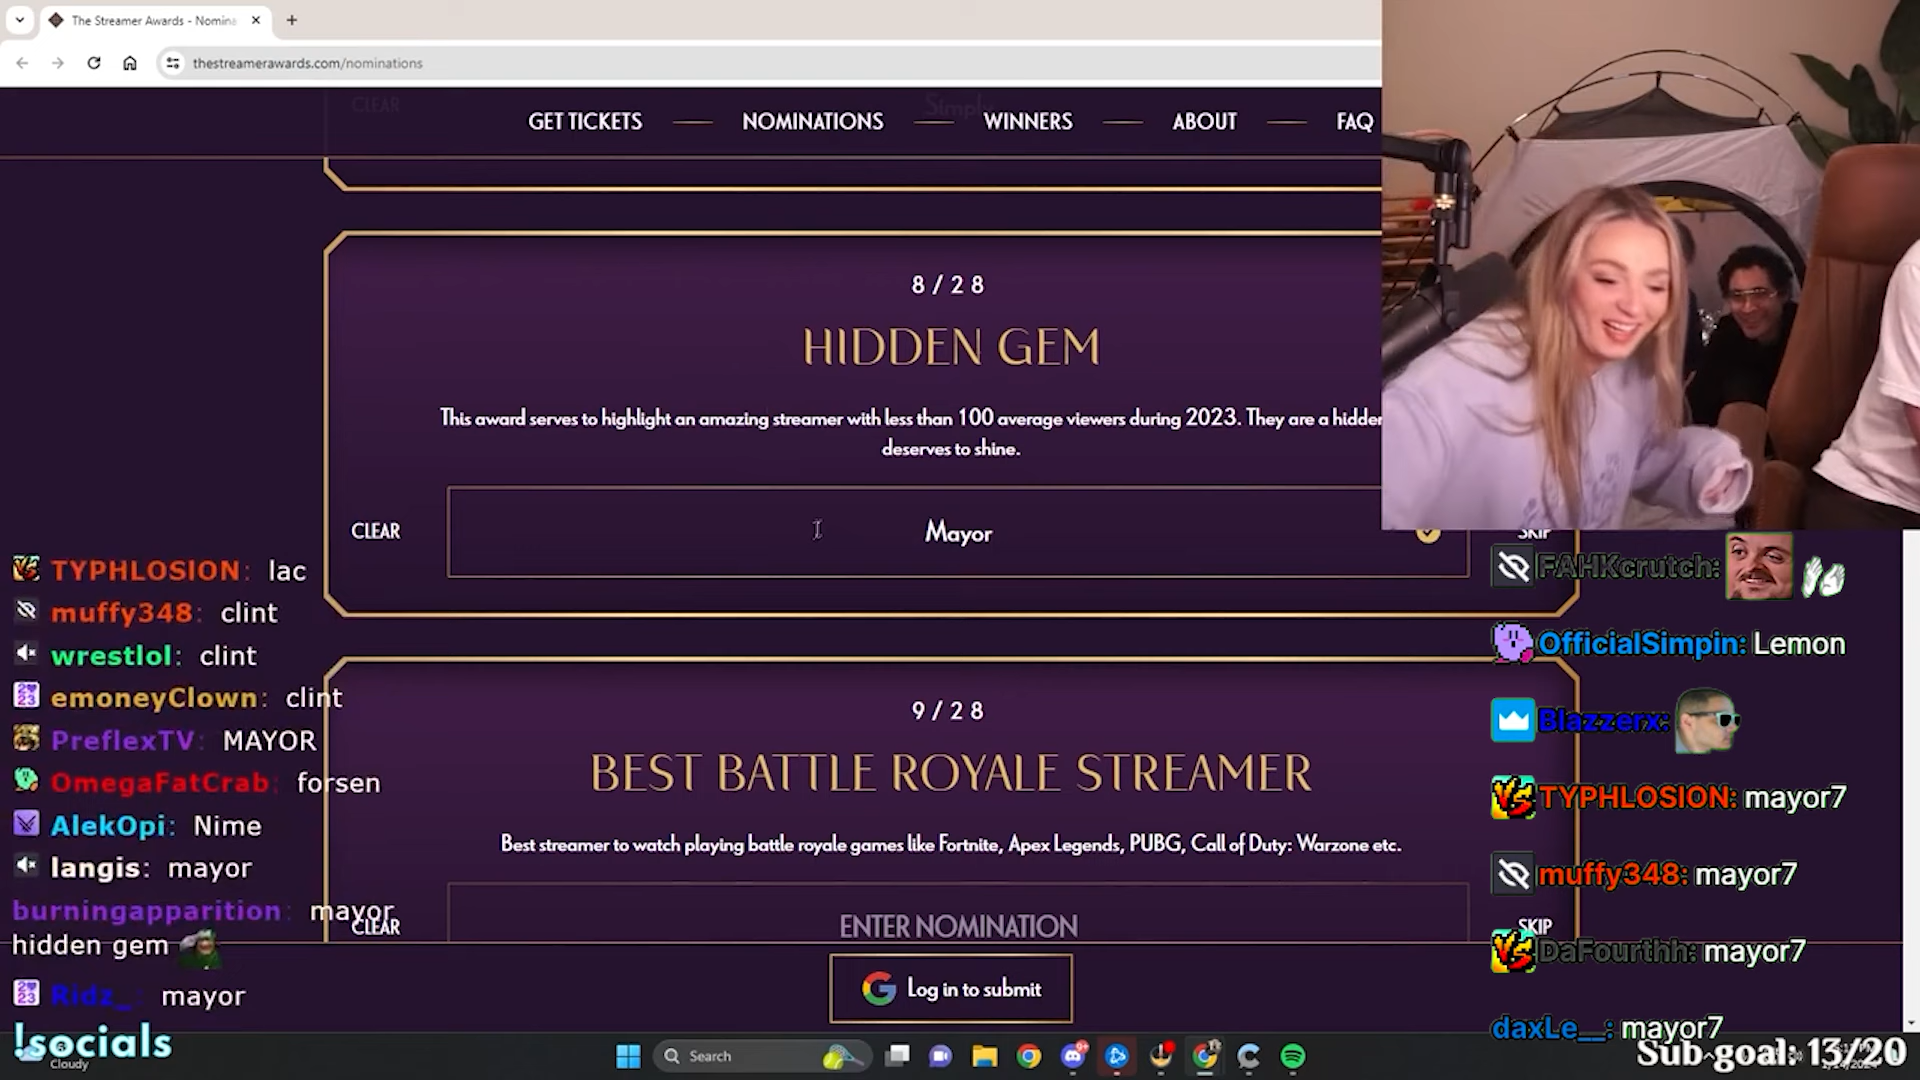 The Streamer Awards - Nomina
thestreamerawards.com/nominations
CLEAR
GET TICKETS
NOMINATIONS
WINNERS
ABOUT
FAQ
8/28
HIDDEN GEM
This award serves to highlight an amazing streamer with less than 100 average viewers during 2023. They are a hidden
deserves to shine.
CLEAR
Mayor
SKIP
9/28
BEST BATTLE ROYALE STREAMER
Best streamer to watch playing battle royale games like Fortnite, Apex Legends, PUBG, Call of Duty: Warzone etc.
CLEAR
ENTER NOMINATION
SKIP
Log in to submit
TYPHLOSION: lac
muffy348: clint
wrestlol: clint
emoneyClown: clint
PreflexTV: MAYOR
OmegaFatCrab: forsen
AlekOpi: Nime
langis: mayor
burningapparition: mayor
hidden gem
Ridz_: mayor
!socials
Cloudy
FAHKcrutch:
OfficialSimpin: Lemon
Blazzerx:
TYPHLOSION: mayor7
muffy348: mayor7
DaFourthh: mayor7
daxLe__: mayor7
Search
Sub goal: 13/20